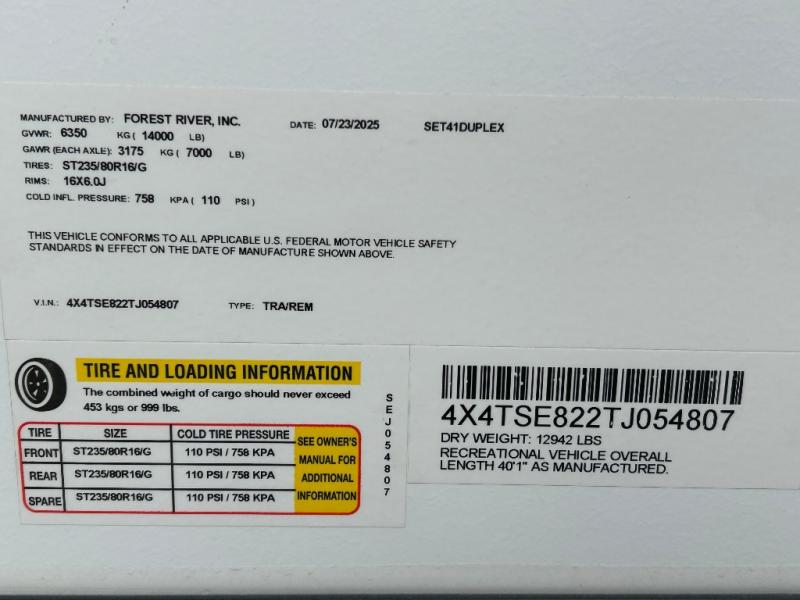 MANUFACTURED BY: FOREST RIVER, INC. DATE: 07/23/2025 SET41DUPLEX
GVWR: 6350 KG ( 14000 LB)
GAWR (EACH AXLE): 3175 KG ( 7000 LB)
TIRES: ST235/80R16/G
RIMS: 16X6.0J
COLD INFL. PRESSURE: 758 KPA ( 110 PSI )
THIS VEHICLE CONFORMS TO ALL APPLICABLE U.S. FEDERAL MOTOR VEHICLE SAFETY
STANDARDS IN EFFECT ON THE DATE OF MANUFACTURE SHOWN ABOVE.
V.I.N.: 4X4TSE822TJ054807 TYPE: TRA/REM
TIRE AND LOADING INFORMATION
The combined weight of cargo should never exceed
453 kgs or 999 lbs.
TIRE SIZE COLD TIRE PRESSURE
FRONT ST235/80R16/G 110 PSI / 758 KPA
REAR ST235/80R16/G 110 PSI / 758 KPA
SPARE ST235/80R16/G 110 PSI / 758 KPA
SEE OWNER'S
MANUAL FOR
ADDITIONAL
INFORMATION
SEJ054807
4X4TSE822TJ054807
DRY WEIGHT: 12942 LBS
RECREATIONAL VEHICLE OVERALL
LENGTH 40'1" AS MANUFACTURED.